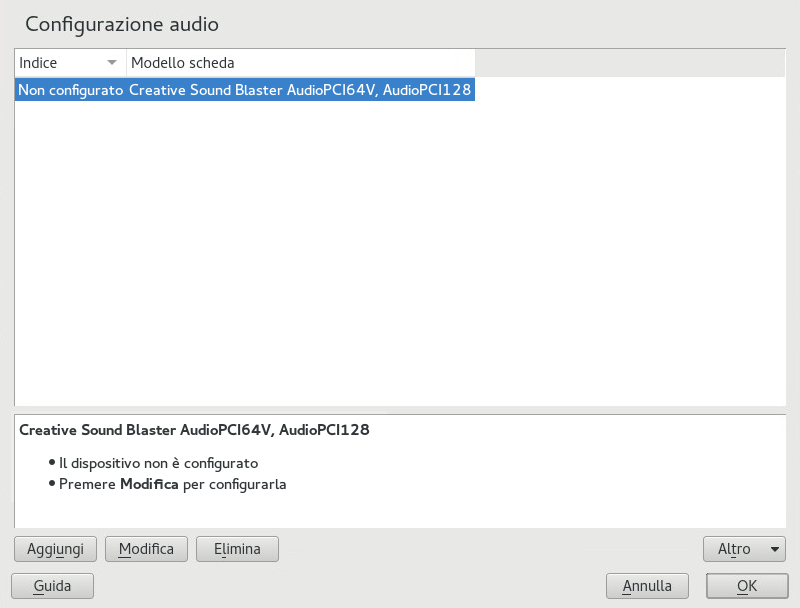 Configurazione audio
Indice Modello scheda
Non configurato Creative Sound Blaster AudioPCI64V, AudioPCI128
Creative Sound Blaster AudioPCI64V, AudioPCI128
• Il dispositivo non è configurato
• Premere Modifica per configurarla
Aggiungi Modifica Elimina Altro
Guida Annulla OK